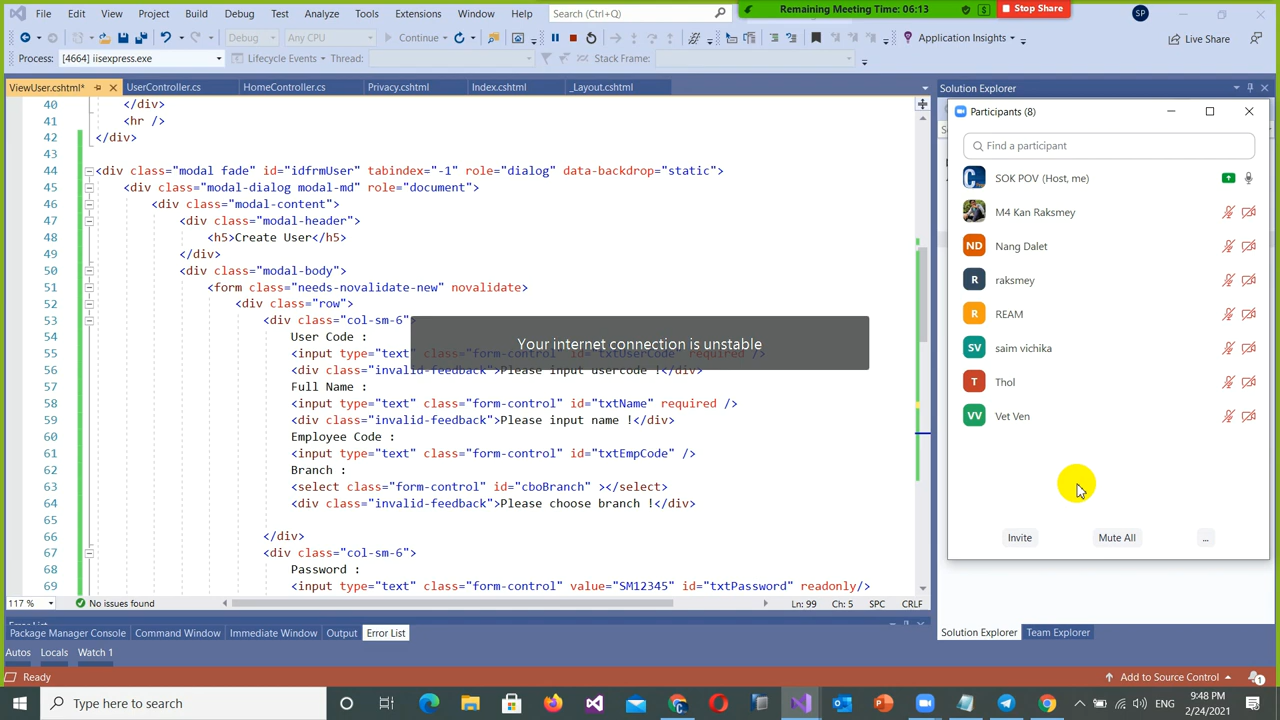 File Edit View Project Build Debug Test Analyze Tools Extensions Window Help Search (Ctrl+Q)
Remaining Meeting Time: 06:13 Stop Share SP
Debug Any CPU Continue Application Insights Live Share
Process: [4664] iisexpress.exe Lifecycle Events Thread: Stack Frame:
ViewUser.cshtml* UserController.cs HomeController.cs Privacy.cshtml Index.cshtml _Layout.cshtml
40 </div>
41 <hr />
42 </div>
43
44 <div class="modal fade" id="idfrmUser" tabindex="-1" role="dialog" data-backdrop="static">
45 <div class="modal-dialog modal-md" role="document">
46 <div class="modal-content">
47 <div class="modal-header">
48 <h5>Create User</h5>
49 </div>
50 <div class="modal-body">
51 <form class="needs-novalidate-new" novalidate>
52 <div class="row">
53 <div class="col-sm-6">
54 User Code :
55 <input type="text" class="form-control" id="txtUserCode" required />
56 <div class="invalid-feedback">Please input usercode !</div>
57 Full Name :
58 <input type="text" class="form-control" id="txtName" required />
59 <div class="invalid-feedback">Please input name !</div>
60 Employee Code :
61 <input type="text" class="form-control" id="txtEmpCode" />
62 Branch :
63 <select class="form-control" id="cboBranch" ></select>
64 <div class="invalid-feedback">Please choose branch !</div>
65
66 </div>
67 <div class="col-sm-6">
68 Password :
69 <input type="text" class="form-control" value="SM12345" id="txtPassword" readonly/>
Your internet connection is unstable
117 % No issues found Ln: 99 Ch: 5 SPC CRLF
Error List
Package Manager Console Command Window Immediate Window Output Error List
Autos Locals Watch 1
Ready
Solution Explorer
Participants (8)
Find a participant
SOK POV (Host, me)
M4 Kan Raksmey
ND Nang Dalet
R raksmey
R REAM
SV saim vichika
T Thol
VV Vet Ven
Invite Mute All ...
Solution Explorer Team Explorer
Add to Source Control 1
Type here to search
ENG 9:48 PM
2/24/2021